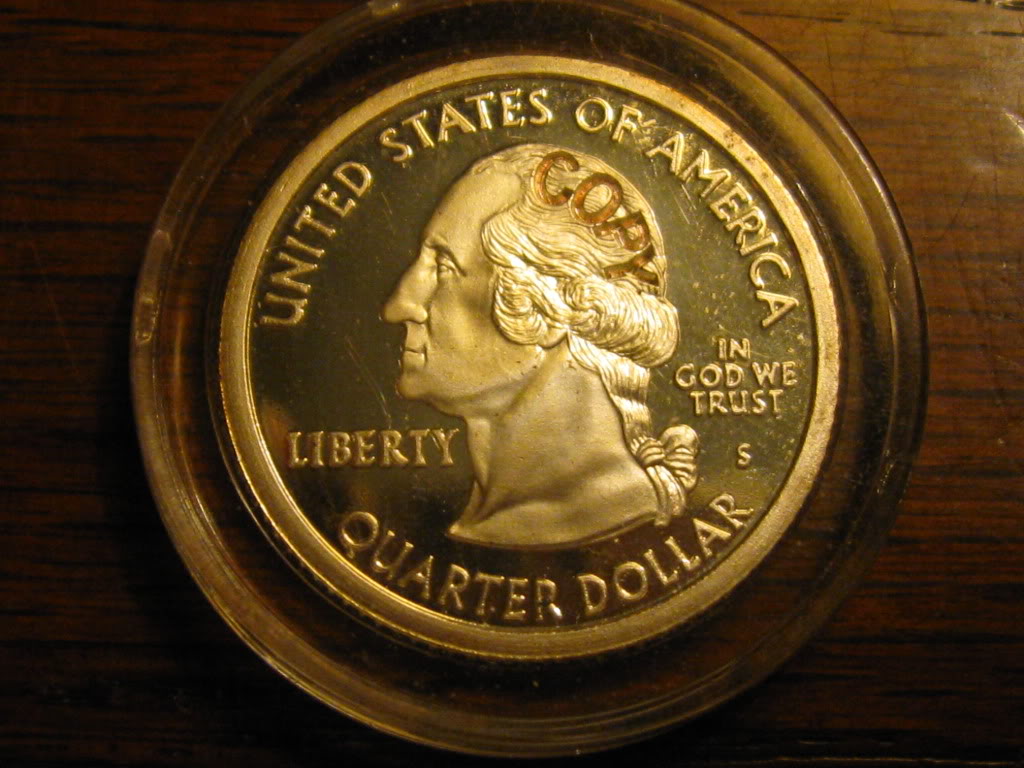 UNITED STATES OF AMERICA
COPY
IN
GOD WE
TRUST
LIBERTY
S
QUARTER DOLLAR